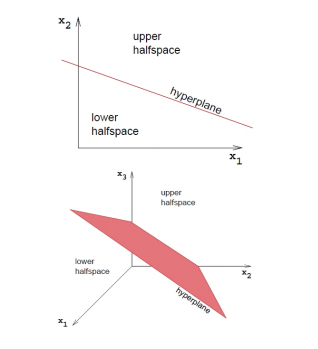 x2
upper
halfspace
hyperplane
lower
halfspace
x1
x3
upper
halfspace
lower
halfspace
x2
hyperplane
x1